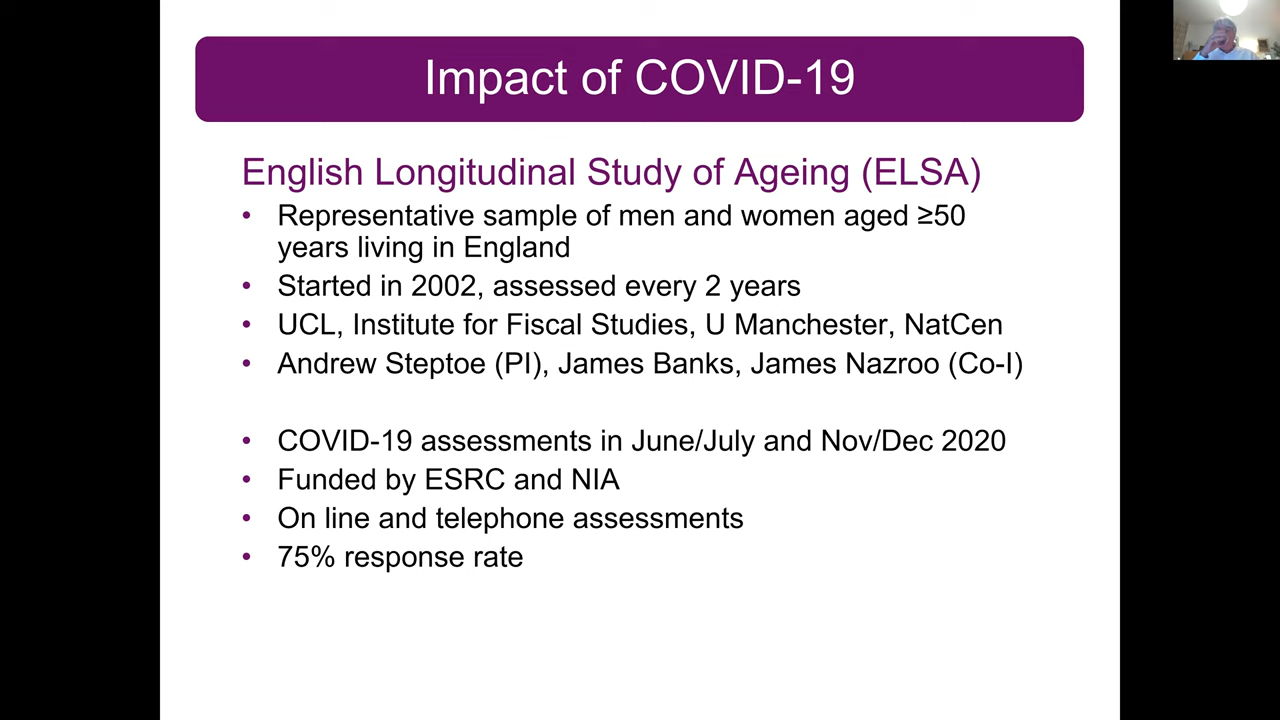 Impact of COVID-19
English Longitudinal Study of Ageing (ELSA)
• Representative sample of men and women aged ≥50
years living in England
• Started in 2002, assessed every 2 years
• UCL, Institute for Fiscal Studies, U Manchester, NatCen
• Andrew Steptoe (PI), James Banks, James Nazroo (Co-I)
• COVID-19 assessments in June/July and Nov/Dec 2020
• Funded by ESRC and NIA
• On line and telephone assessments
• 75% response rate